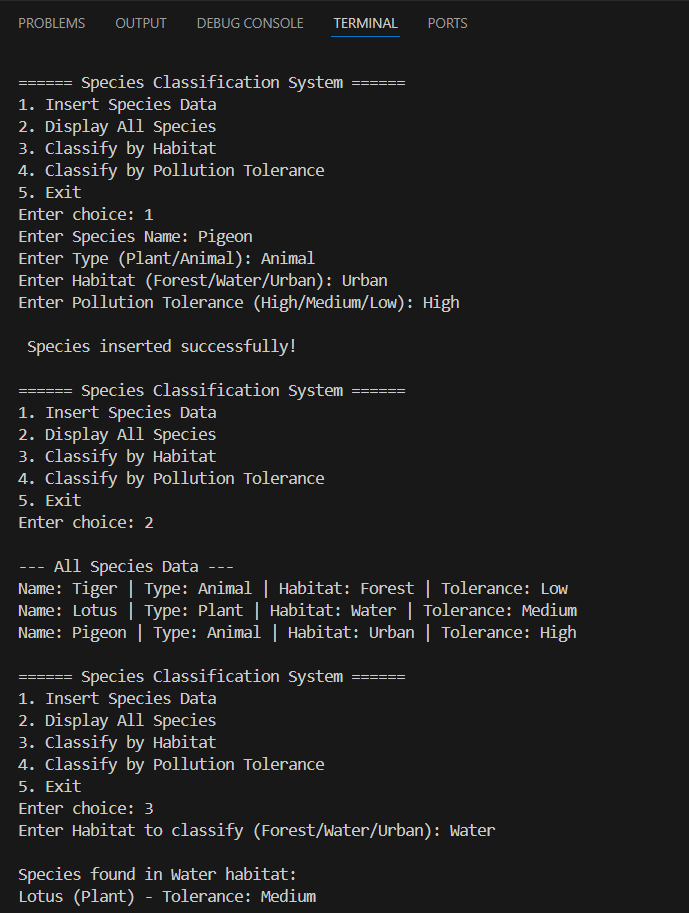 PROBLEMS OUTPUT DEBUG CONSOLE TERMINAL PORTS
====== Species Classification System ======
1. Insert Species Data
2. Display All Species
3. Classify by Habitat
4. Classify by Pollution Tolerance
5. Exit
Enter choice: 1
Enter Species Name: Pigeon
Enter Type (Plant/Animal): Animal
Enter Habitat (Forest/Water/Urban): Urban
Enter Pollution Tolerance (High/Medium/Low): High
Species inserted successfully!
====== Species Classification System ======
1. Insert Species Data
2. Display All Species
3. Classify by Habitat
4. Classify by Pollution Tolerance
5. Exit
Enter choice: 2
--- All Species Data ---
Name: Tiger | Type: Animal | Habitat: Forest | Tolerance: Low
Name: Lotus | Type: Plant | Habitat: Water | Tolerance: Medium
Name: Pigeon | Type: Animal | Habitat: Urban | Tolerance: High
====== Species Classification System ======
1. Insert Species Data
2. Display All Species
3. Classify by Habitat
4. Classify by Pollution Tolerance
5. Exit
Enter choice: 3
Enter Habitat to classify (Forest/Water/Urban): Water
Species found in Water habitat:
Lotus (Plant) - Tolerance: Medium